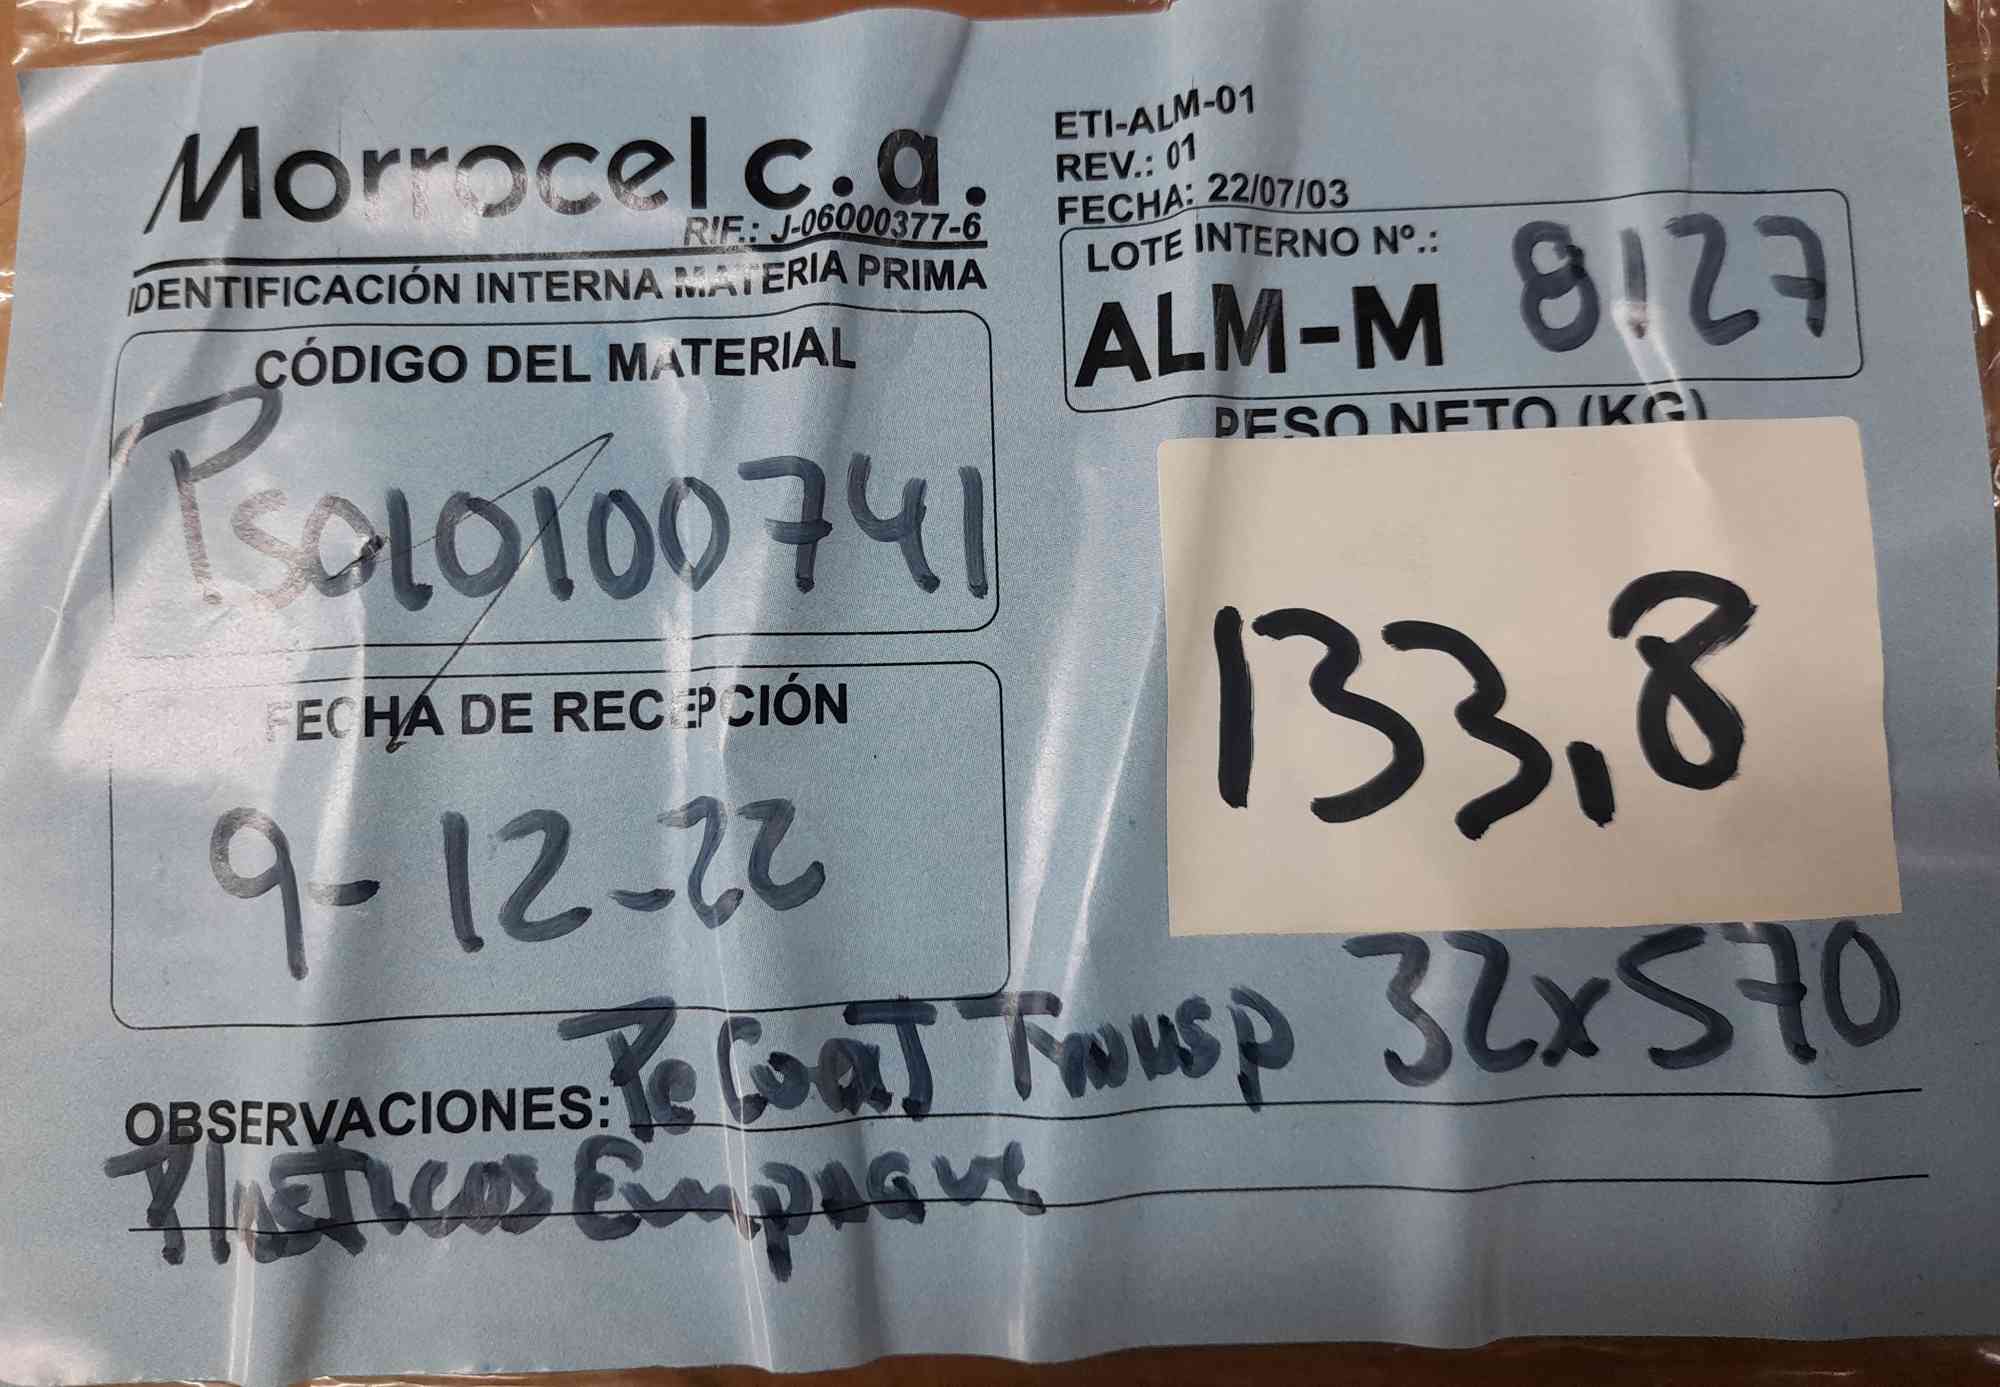 Morrocel c.a.
RIF.: J-06000377-6
IDENTIFICACIÓN INTERNA MATERIA PRIMA
ETI-ALM-01
REV.: 01
FECHA: 22/07/03
LOTE INTERNO Nº.:
ALM-M 8127
CÓDIGO DEL MATERIAL
PS010100741
PESO NETO (KG)
133,8
FECHA DE RECEPCIÓN
9-12-22
OBSERVACIONES: Pe CoaT Transp 32x570
Plasticos Empaque